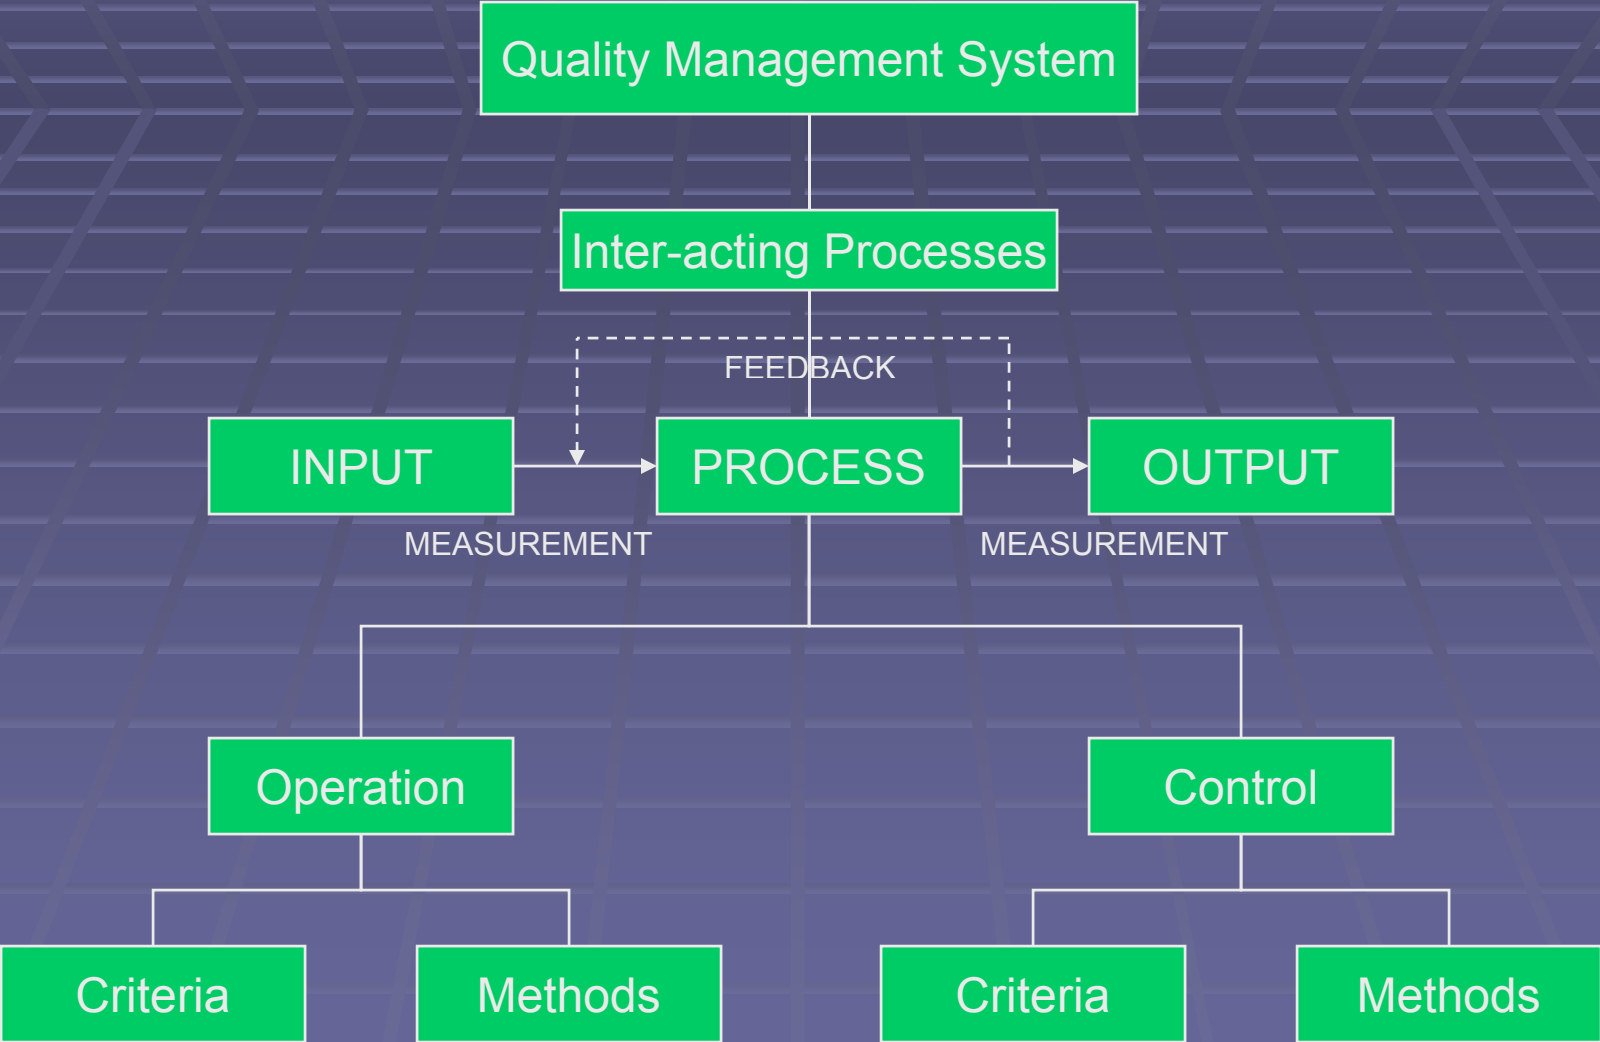 Quality Management System
Inter-acting Processes
FEEDBACK
INPUT
PROCESS
OUTPUT
MEASUREMENT
MEASUREMENT
Operation
Control
Criteria
Methods
Criteria
Methods